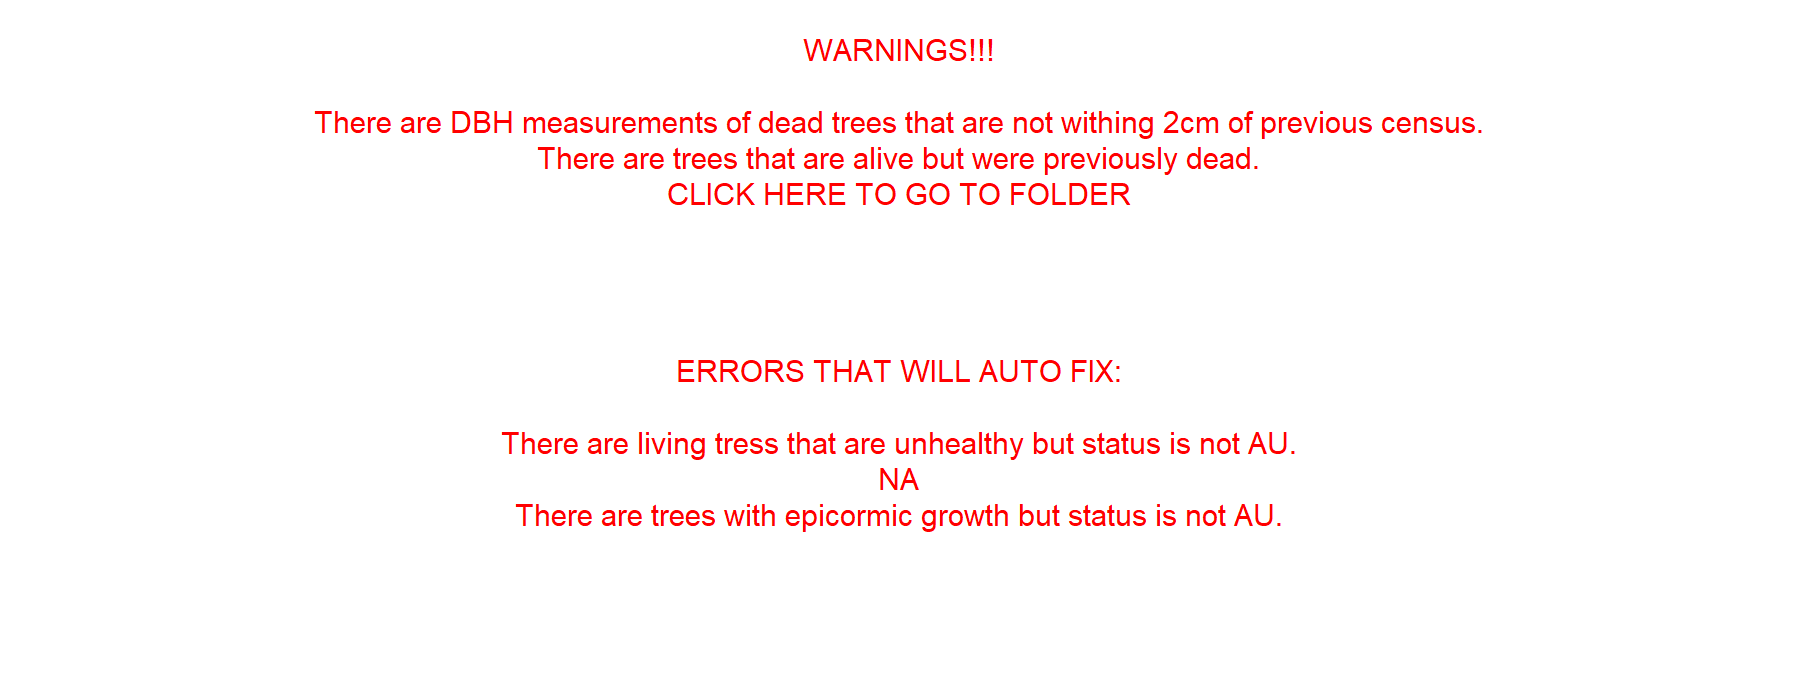 WARNINGS!!!
There are DBH measurements of dead trees that are not withing 2cm of previous census.
There are trees that are alive but were previously dead.
CLICK HERE TO GO TO FOLDER
ERRORS THAT WILL AUTO FIX:
There are living tress that are unhealthy but status is not AU.
NA
There are trees with epicormic growth but status is not AU.